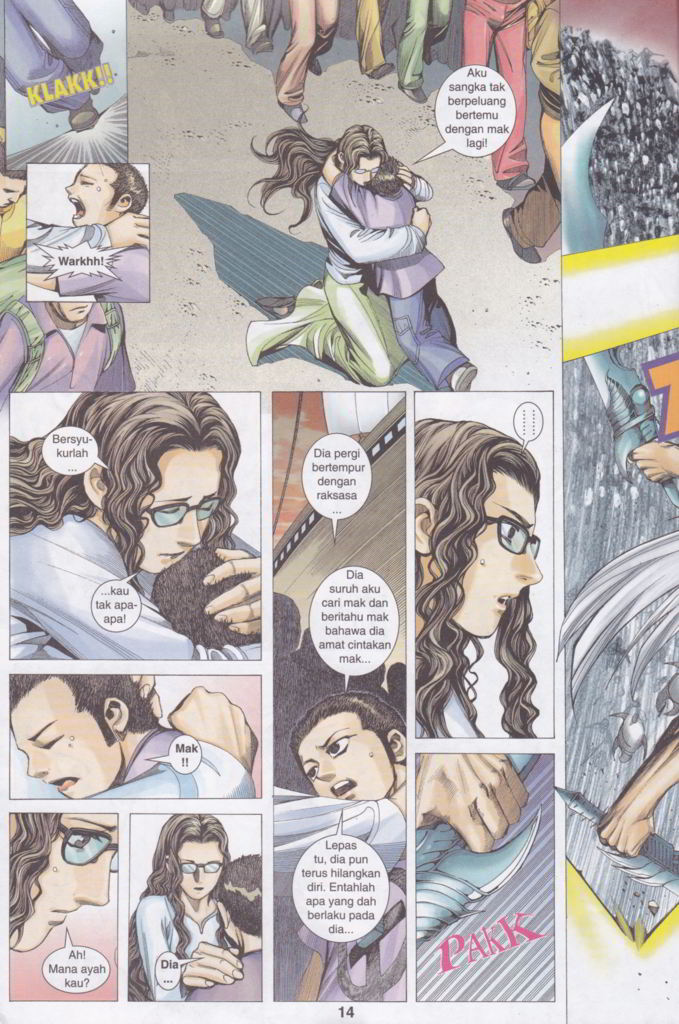 KLAKK!!
Aku
sangka tak
berpeluang
bertemu
dengan mak
lagi!
Warkhh!
Bersyu-
kurlah
...
...kau
tak apa-
apa!
Mak
!!
Ah!
Mana ayah
kau?
Dia
...
Dia pergi
bertempur
dengan
raksasa
...
Dia
suruh aku
cari mak dan
beritahu mak
bahawa dia
amat cintakan
mak...
Lepas
tu, dia pun
terus hilangkan
diri. Entahlah
apa yang dah
berlaku pada
dia...
............
PAKK
14